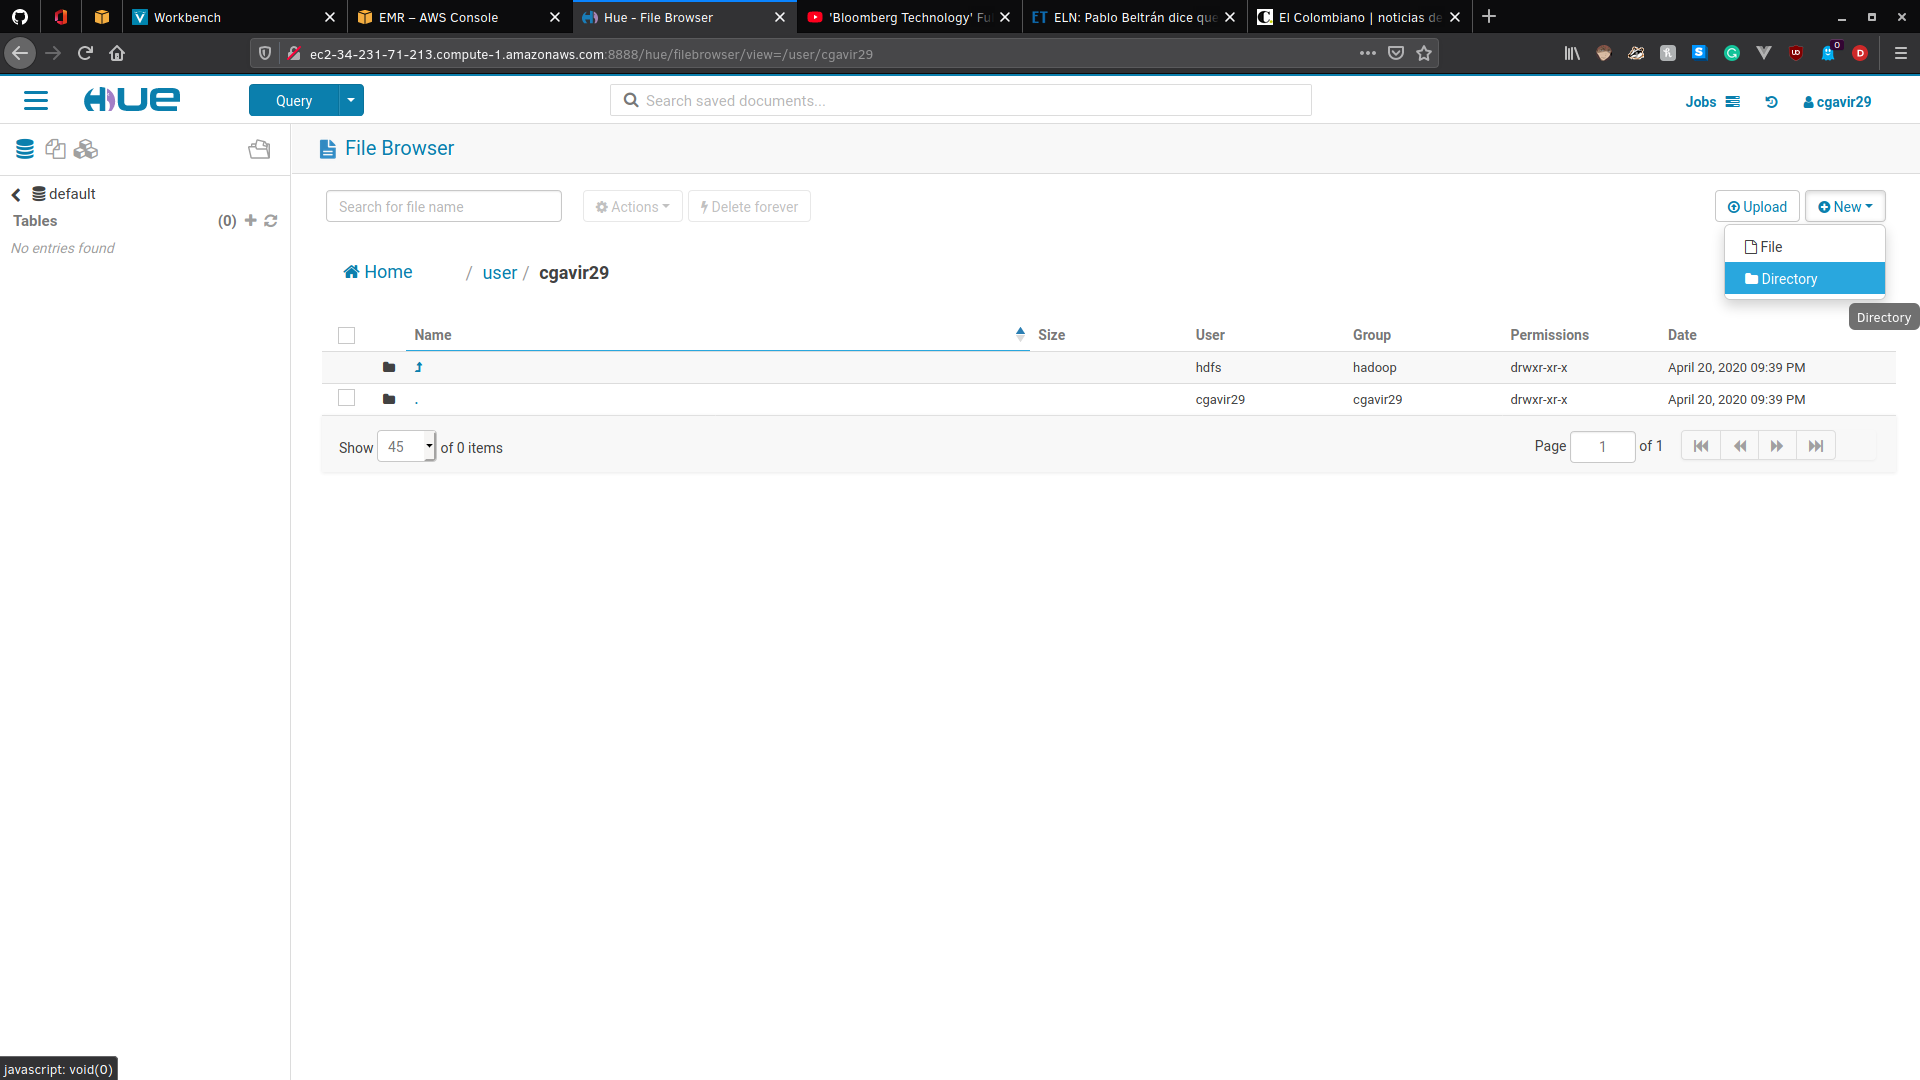 Workbench
EMR – AWS Console
Hue - File Browser
'Bloomberg Technology' Fu
ELN: Pablo Beltrán dice que
El Colombiano | noticias de
ec2-34-231-71-213.compute-1.amazonaws.com:8888/hue/filebrowser/view=/user/cgavir29
HUE
Query
Search saved documents...
Jobs
cgavir29
File Browser
default
Tables (0)
No entries found
Search for file name
Actions
Delete forever
Upload
New
File
Directory
Directory
Home / user / cgavir29
Name Size User Group Permissions Date
hdfs hadoop drwxr-xr-x April 20, 2020 09:39 PM
. cgavir29 cgavir29 drwxr-xr-x April 20, 2020 09:39 PM
Show 45 of 0 items
Page 1 of 1
javascript: void(0)